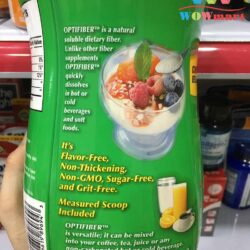 WOWmart
OPTIFIBER™ is a natural
soluble dietary fiber.
Unlike other fiber
supplements
OPTIFIBER™
quickly
dissolves
in hot or
cold
beverages
and soft
foods.
It's
Flavor-Free,
Non-Thickening,
Non-GMO, Sugar-Free,
and Grit-Free.
Measured Scoop
Included
OPTIFIBER™
is versatile; it can be mixed
into your coffee, tea, juice or any